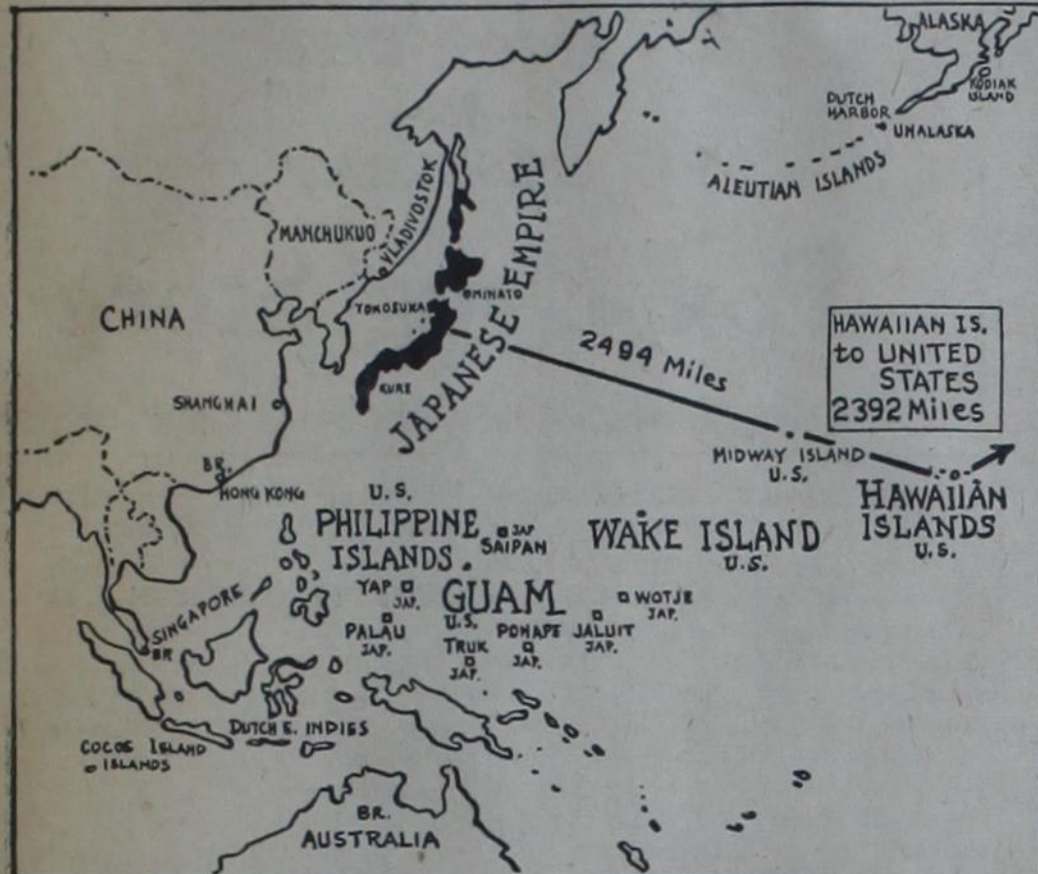 ALASKA
KODIAK
ISLAND
DUTCH
HARBOR
UNALASKA
ALEUTIAN ISLANDS
MANCHUKUO
VLADIVOSTOK
JAPANESE EMPIRE
CHINA
YOKOSUKA
OMINATO
KURE
2494 Miles
HAWAIIAN IS.
to UNITED
STATES
2392 Miles
SHANGHAI
BR.
HONG KONG
MIDWAY ISLAND
U.S.
HAWAIIAN
ISLANDS
U.S.
U.S.
PHILIPPINE
ISLANDS.
JAP
SAIPAN
WAKE ISLAND
U.S.
YAP
JAP.
GUAM
U.S.
WOTJE
JAP.
SINGAPORE
BR
PALAU
JAP.
TRUK
JAP.
PONAPE
JAP.
JALUIT
JAP.
DUTCH E. INDIES
COCOS ISLAND
ISLANDS
BR.
AUSTRALIA